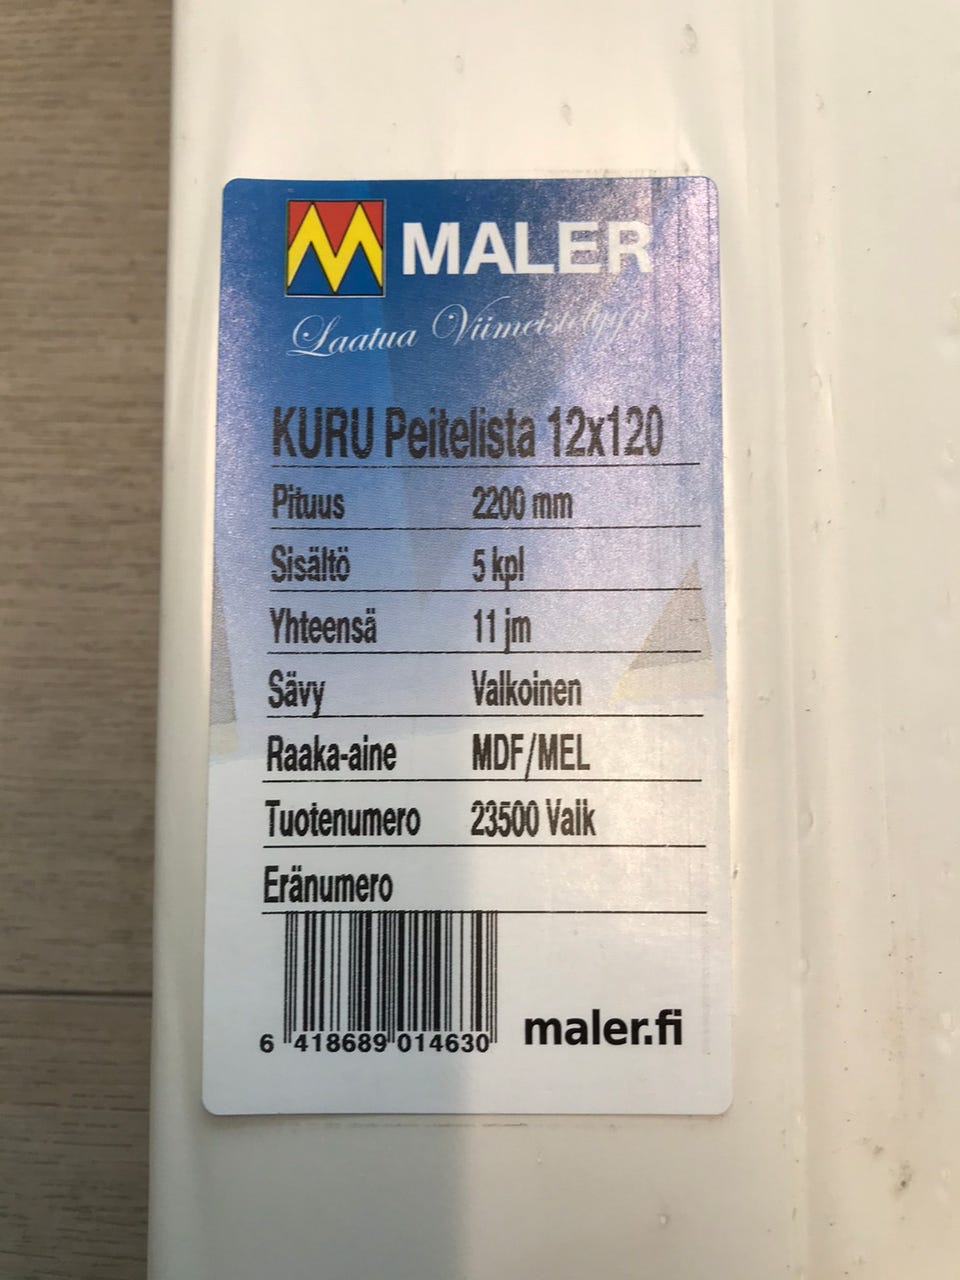 MALER
Laatua Viimeistelyyn
KURU Peitelista 12x120
Pituus 2200 mm
Sisältö 5 kpl
Yhteensä 11 jm
Sävy Valkoinen
Raaka-aine MDF/MEL
Tuotenumero 23500 Valk
Eränumero
6 418689 014630
maler.fi